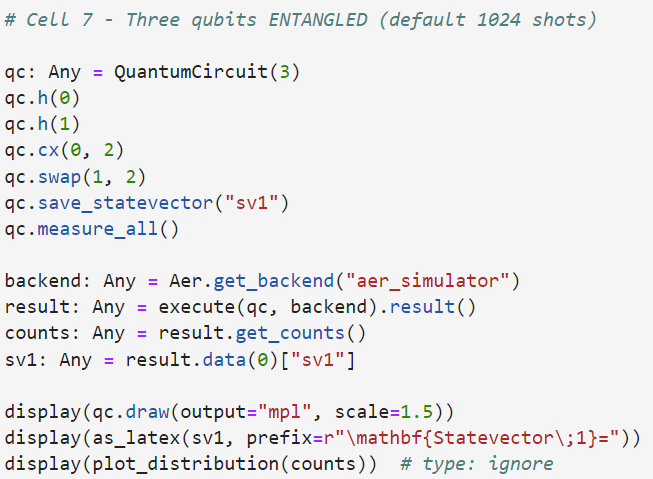 # Cell 7 - Three qubits ENTANGLED (default 1024 shots)
qc: Any = QuantumCircuit(3)
qc.h(0)
qc.h(1)
qc.cx(0, 2)
qc.swap(1, 2)
qc.save_statevector("sv1")
qc.measure_all()
backend: Any = Aer.get_backend("aer_simulator")
result: Any = execute(qc, backend).result()
counts: Any = result.get_counts()
sv1: Any = result.data(0)["sv1"]
display(qc.draw(output="mpl", scale=1.5))
display(as_latex(sv1, prefix=r"\mathbf{Statevector\;1}="))
display(plot_distribution(counts))  # type: ignore